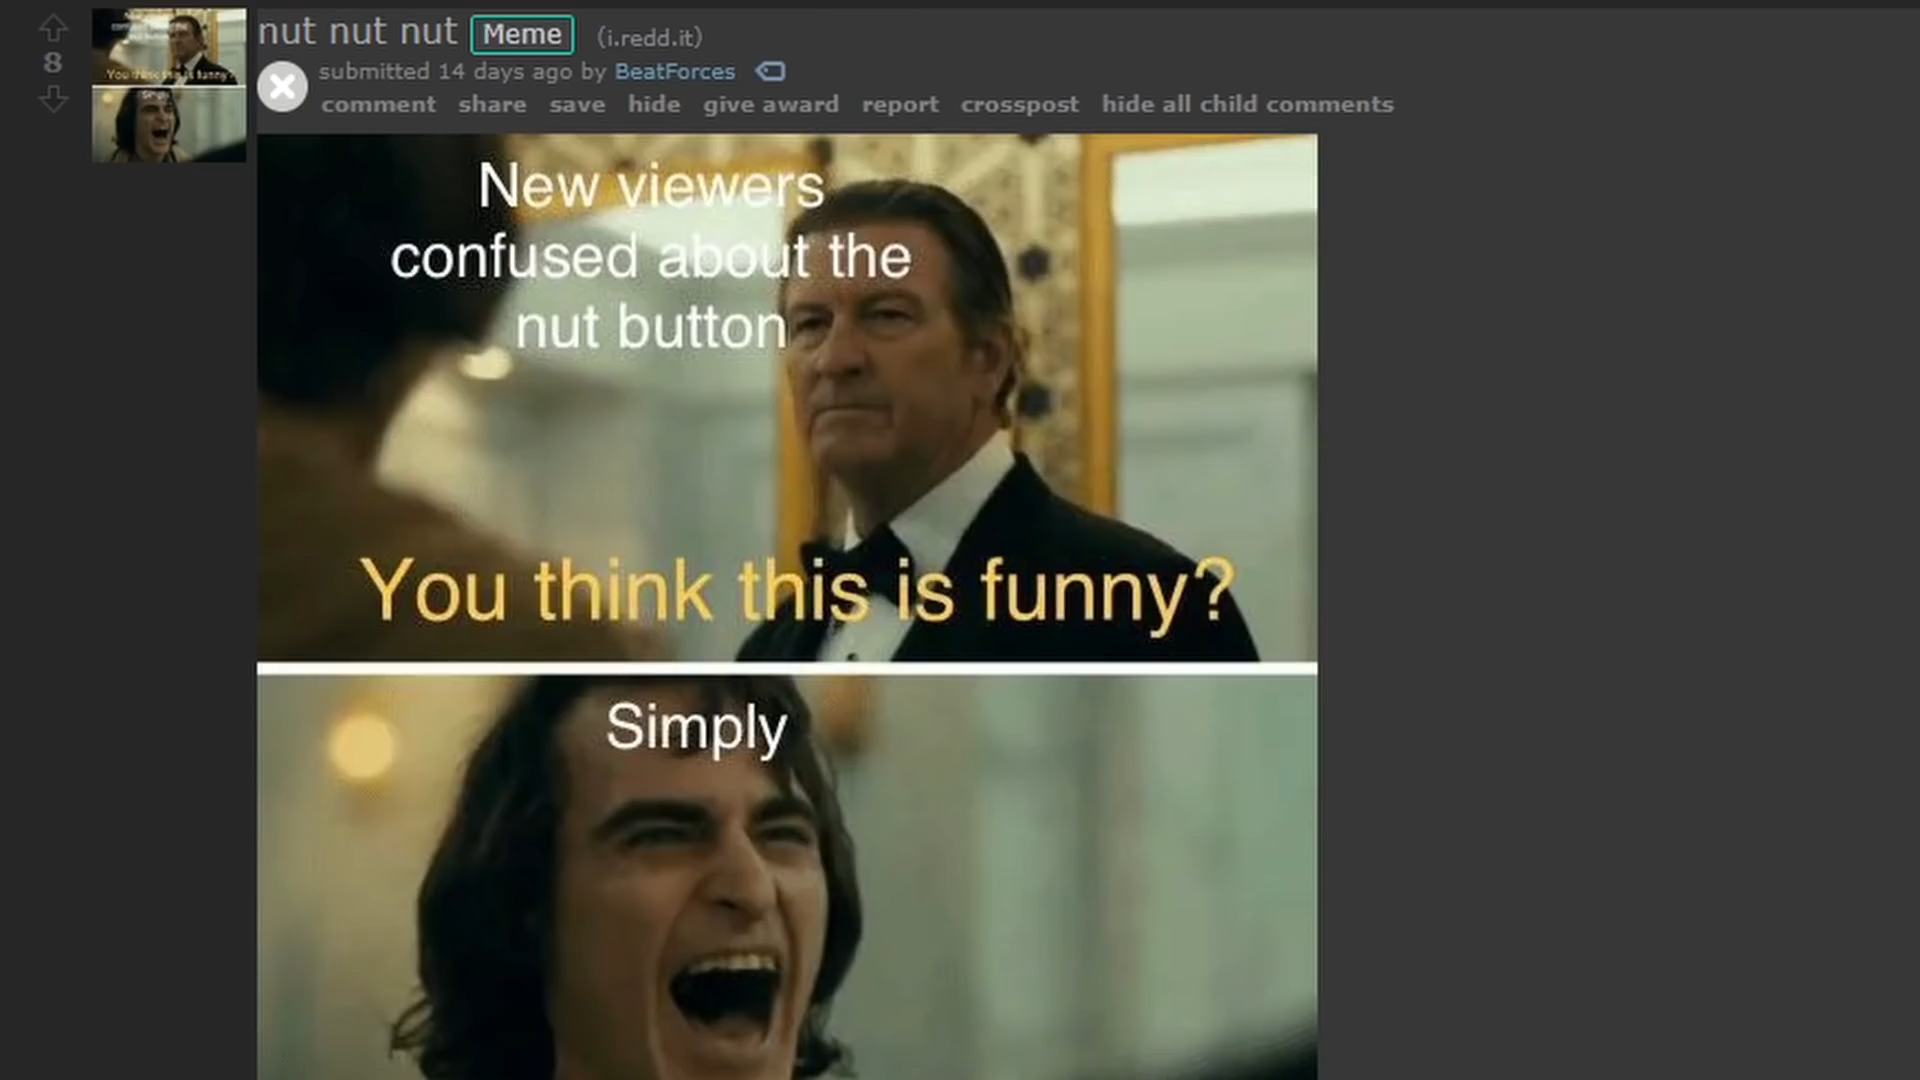 nut nut nut Meme (i.redd.it)
8
submitted 14 days ago by BeatForces
comment share save hide give award report crosspost hide all child comments
New viewers
confused about the
nut button
You think this is funny?
Simply